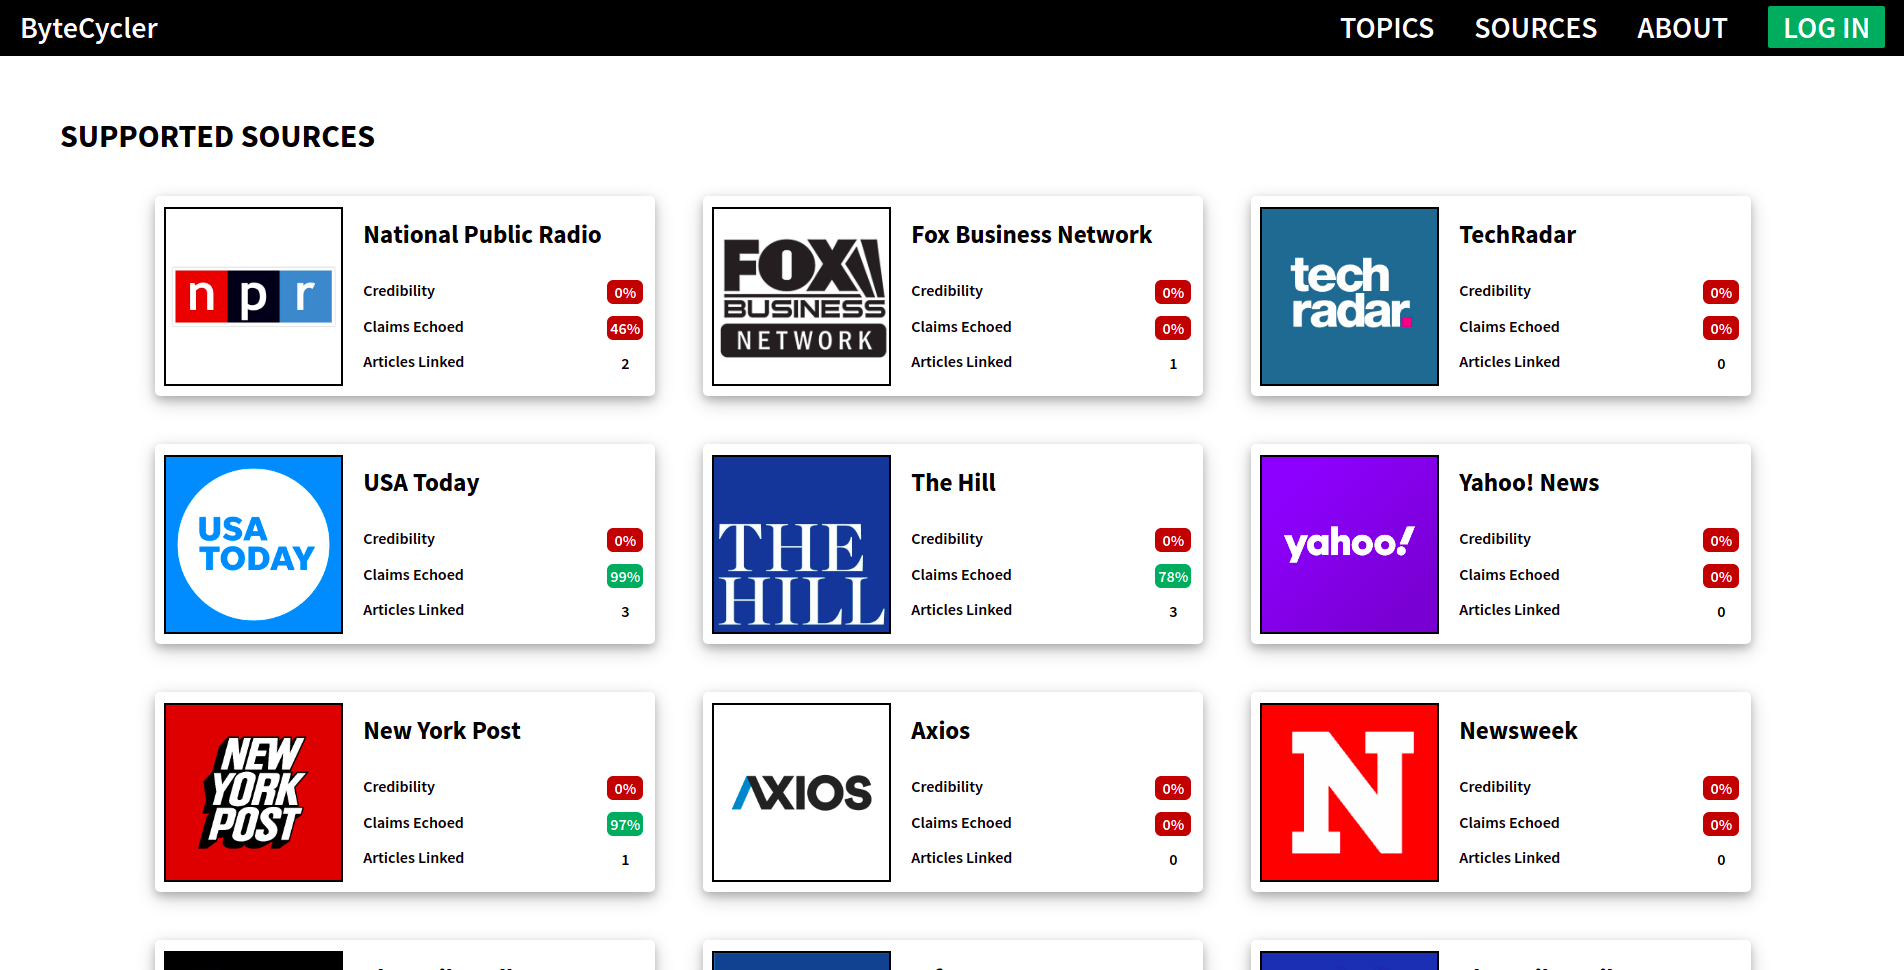 ByteCycler
TOPICS SOURCES ABOUT LOG IN
SUPPORTED SOURCES
npr
National Public Radio
Credibility 0%
Claims Echoed 46%
Articles Linked 2
FOX
BUSINESS
NETWORK
Fox Business Network
Credibility 0%
Claims Echoed 0%
Articles Linked 1
tech
radar.
TechRadar
Credibility 0%
Claims Echoed 0%
Articles Linked 0
USA
TODAY
USA Today
Credibility 0%
Claims Echoed 99%
Articles Linked 3
THE
HILL
The Hill
Credibility 0%
Claims Echoed 78%
Articles Linked 3
yahoo!
Yahoo! News
Credibility 0%
Claims Echoed 0%
Articles Linked 0
NEW
YORK
POST
New York Post
Credibility 0%
Claims Echoed 97%
Articles Linked 1
AXIOS
Axios
Credibility 0%
Claims Echoed 0%
Articles Linked 0
N
Newsweek
Credibility 0%
Claims Echoed 0%
Articles Linked 0